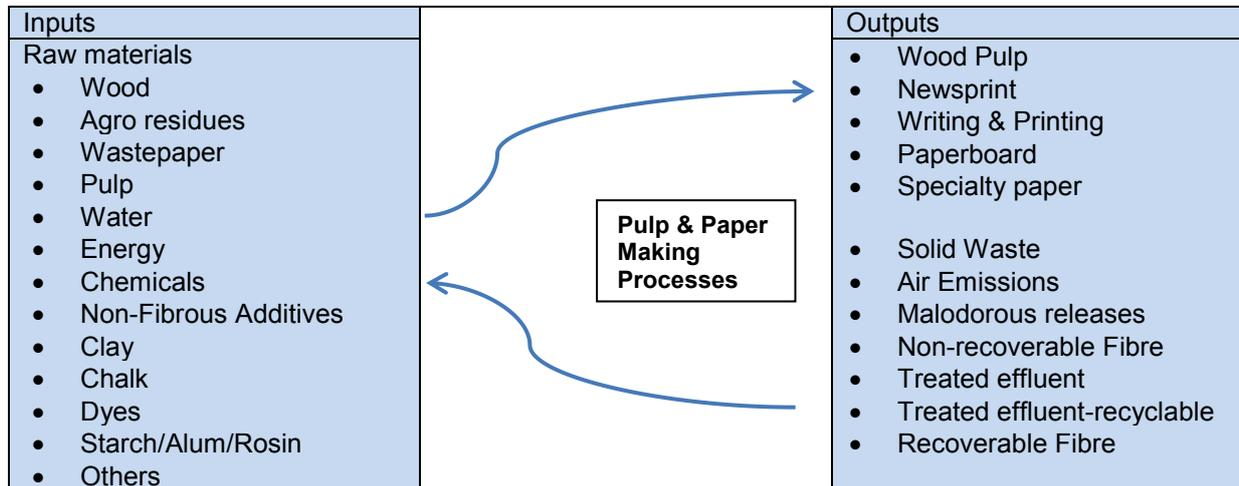 Inputs
Raw materials
• Wood
• Agro residues
• Wastepaper
• Pulp
• Water
• Energy
• Chemicals
• Non-Fibrous Additives
• Clay
• Chalk
• Dyes
• Starch/Alum/Rosin
• Others
Pulp & Paper
Making
Processes
Outputs
• Wood Pulp
• Newsprint
• Writing & Printing
• Paperboard
• Specialty paper
• Solid Waste
• Air Emissions
• Malodorous releases
• Non-recoverable Fibre
• Treated effluent
• Treated effluent-recyclable
• Recoverable Fibre